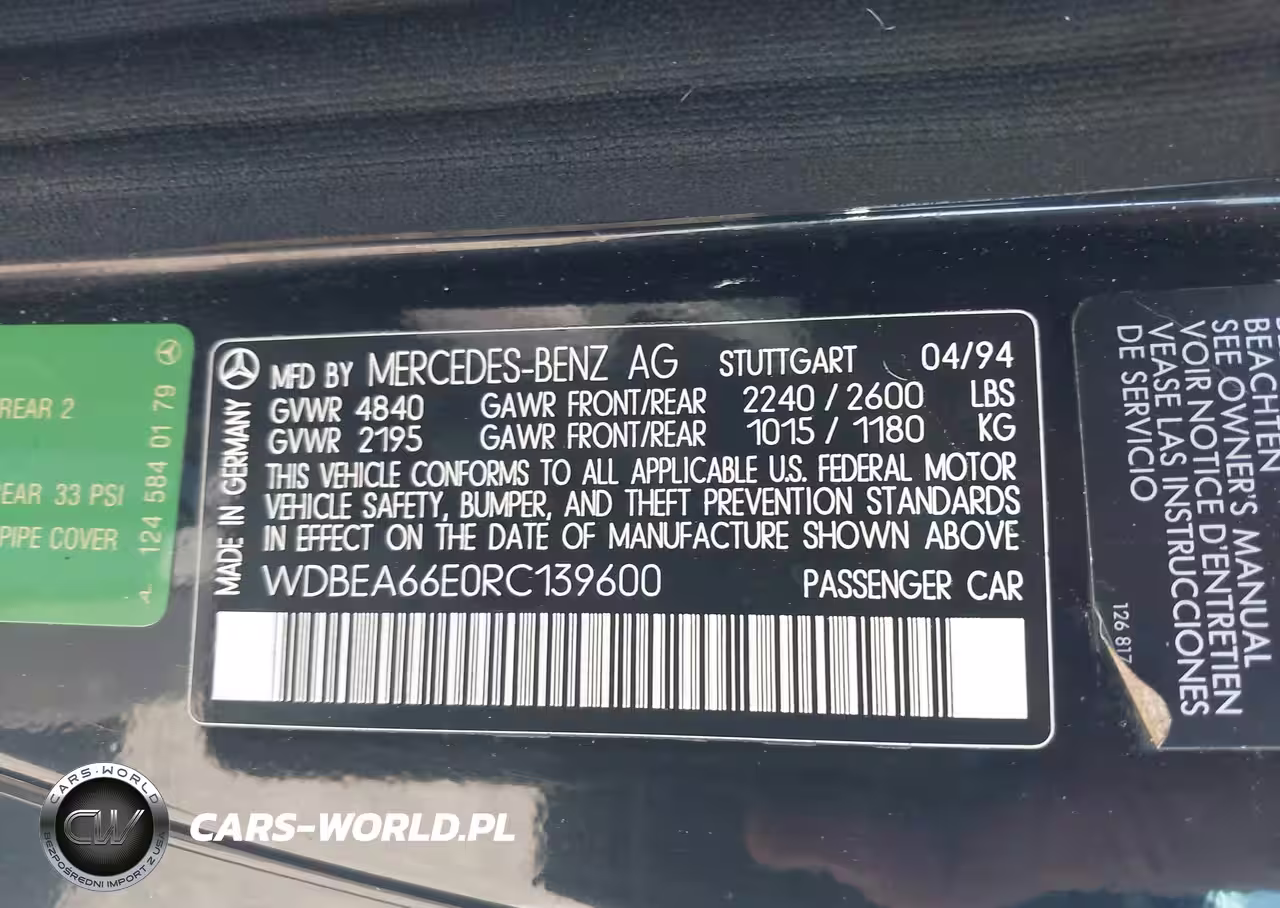 REAR 2
EAR 33 PSI
PIPE COVER
A 124 584 01 79
MADE IN GERMANY
MFD BY MERCEDES-BENZ AG STUTTGART 04/94
GVWR 4840 GAWR FRONT/REAR 2240 / 2600 LBS
GVWR 2195 GAWR FRONT/REAR 1015 / 1180 KG
THIS VEHICLE CONFORMS TO ALL APPLICABLE U.S. FEDERAL MOTOR
VEHICLE SAFETY, BUMPER, AND THEFT PREVENTION STANDARDS
IN EFFECT ON THE DATE OF MANUFACTURE SHOWN ABOVE
WDBEA66E0RC139600 PASSENGER CAR
BEACHTEN
SEE OWNER'S MANUAL
VOIR NOTICE D'ENTRETIEN
VEASE LAS INSTRUCCIONES
DE SERVICIO
126 817
CARS-WORLD
CW
BEZPOŚREDNI IMPORT Z USA
CARS-WORLD.PL